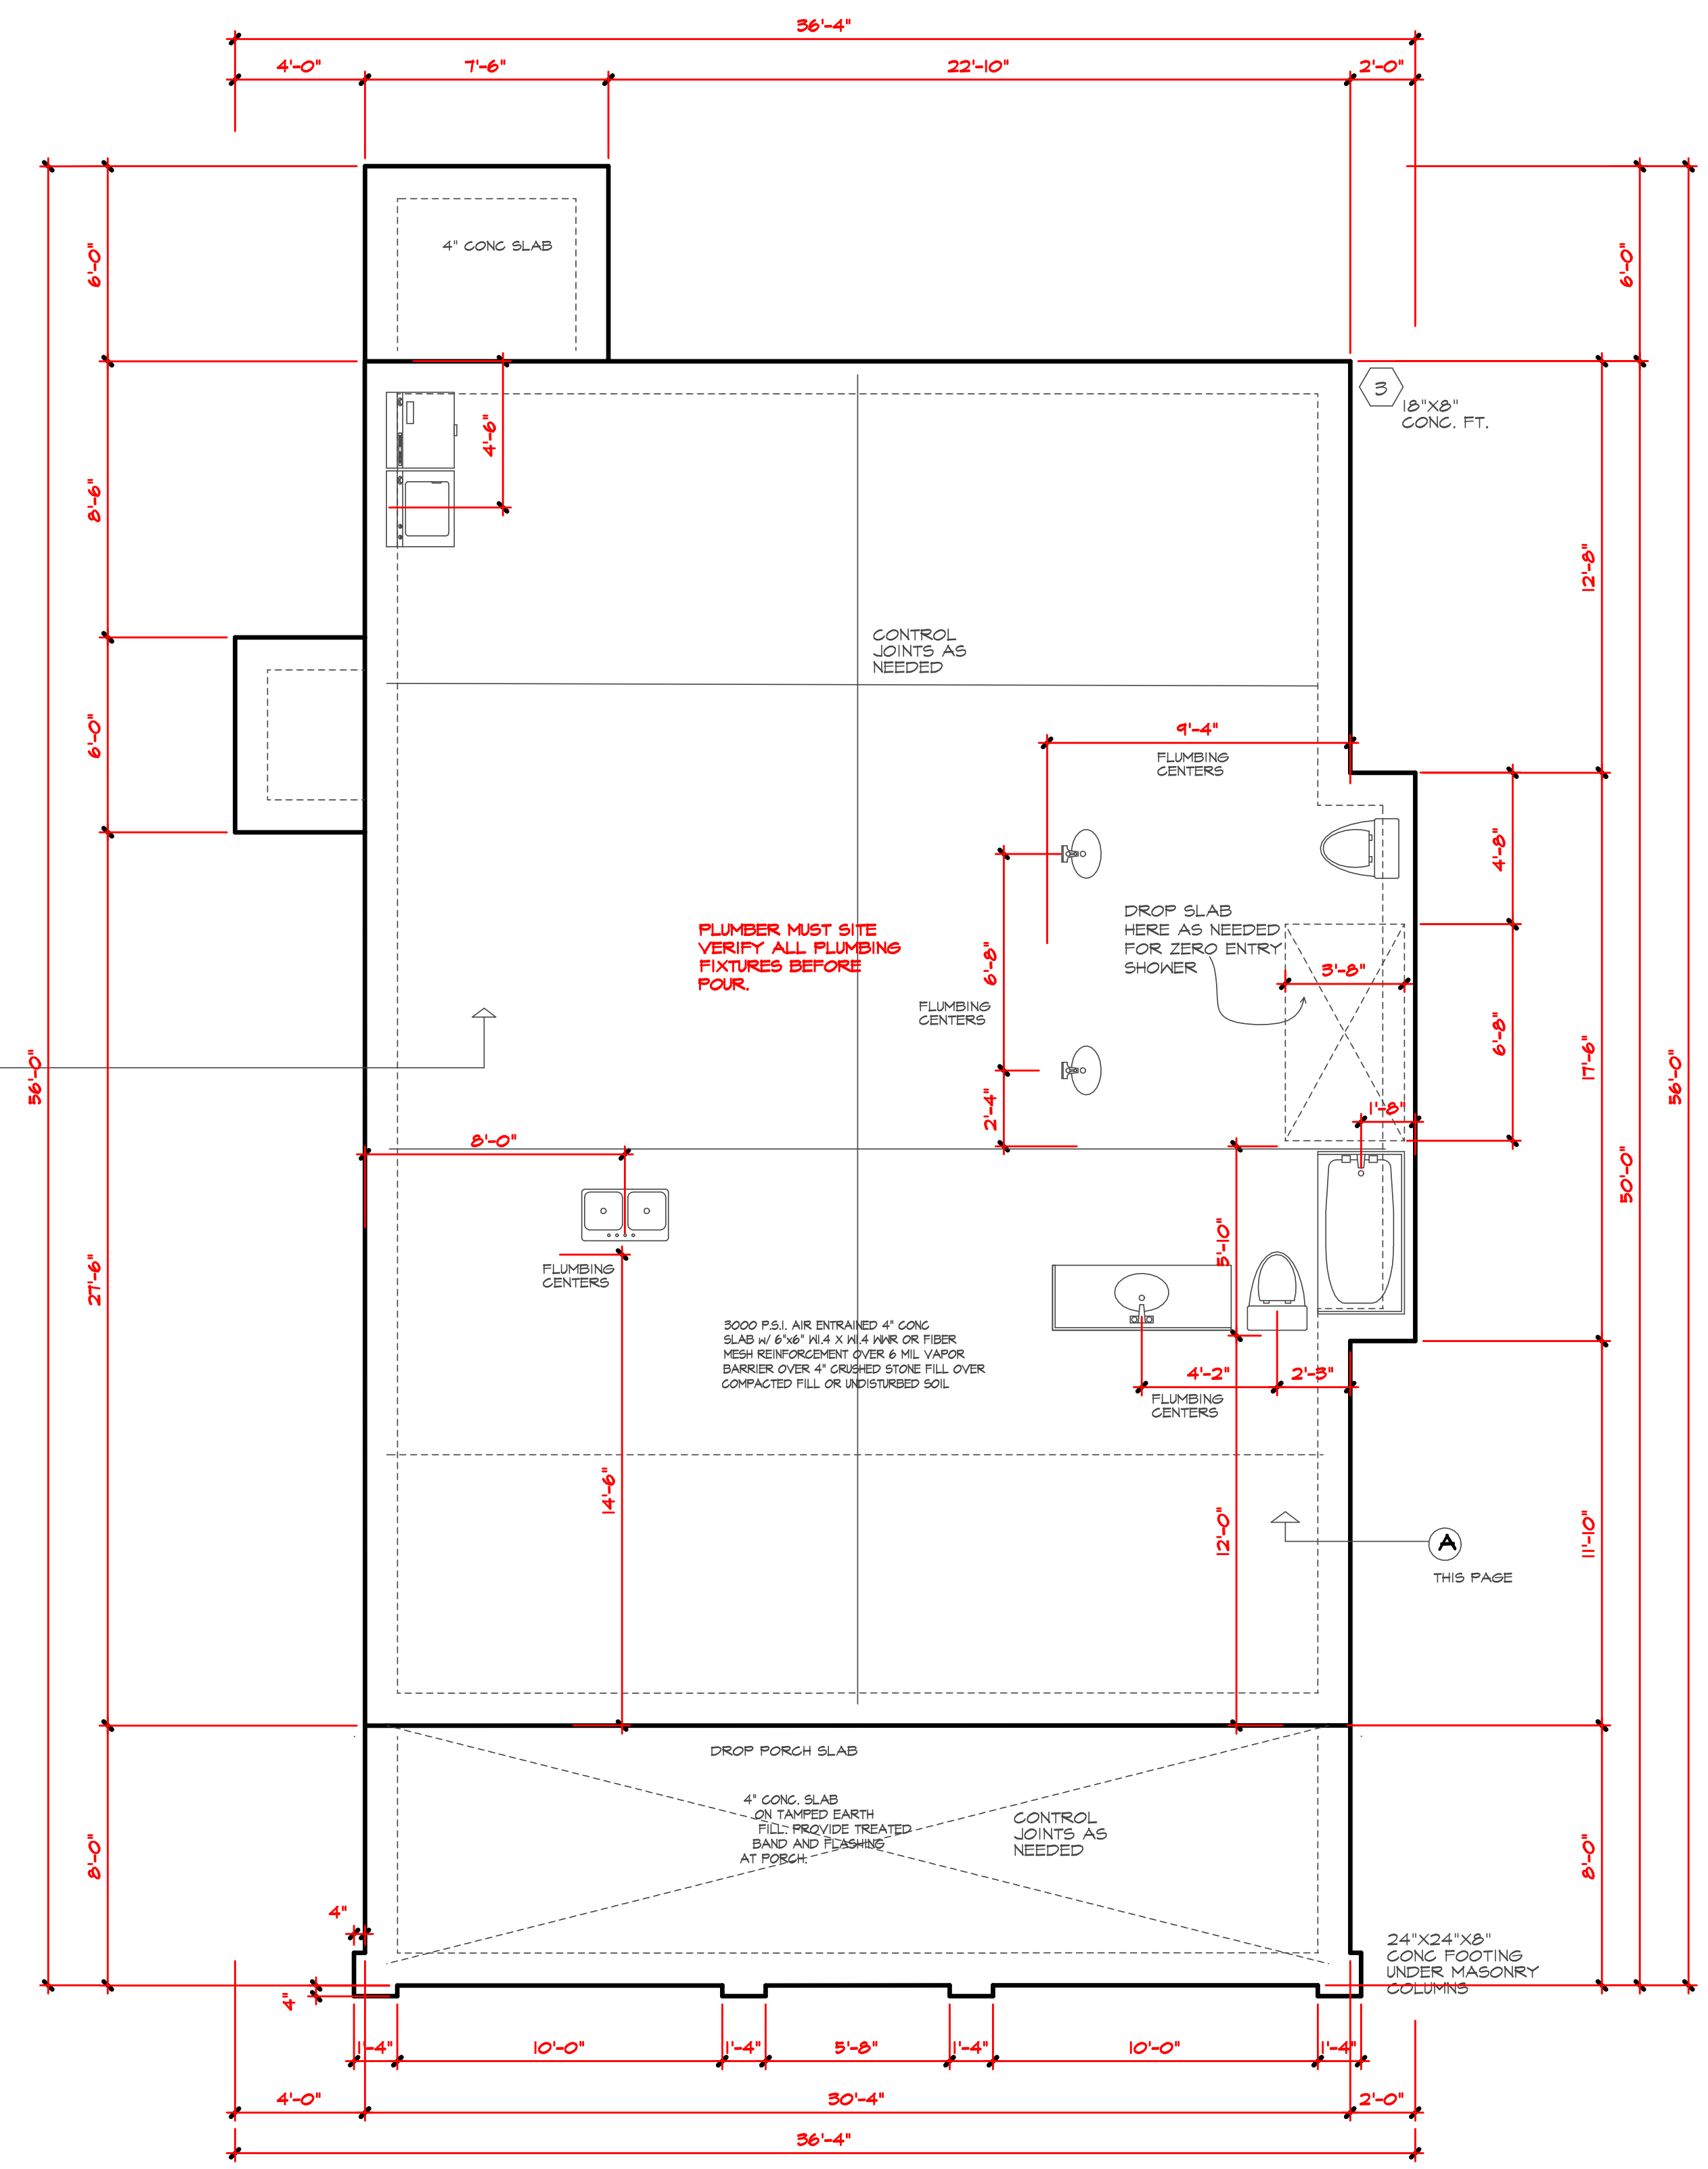 36'-4"
4'-0"
7'-6"
22'-10"
2'-0"
6'-0"
4" CONC SLAB
6'-0"
3
18"X8"
CONC. FT.
4'-6"
8'-6"
12'-8"
CONTROL
JOINTS AS
NEEDED
6'-0"
9'-4"
FLUMBING
CENTERS
4'-8"
PLUMBER MUST SITE
VERIFY ALL PLUMBING
FIXTURES BEFORE
POUR.
DROP SLAB
HERE AS NEEDED
FOR ZERO ENTRY
SHOWER
6'-8"
3'-8"
FLUMBING
CENTERS
6'-8"
17'-6"
56'-0"
56'-0"
2'-4"
1'-8"
8'-0"
50'-0"
5'-10"
27'-6"
FLUMBING
CENTERS
3000 P.S.I. AIR ENTRAINED 4" CONC
SLAB W/ 6"x6" W1.4 X W1.4 WWR OR FIBER
MESH REINFORCEMENT OVER 6 MIL VAPOR
BARRIER OVER 4" CRUSHED STONE FILL OVER
COMPACTED FILL OR UNDISTURBED SOIL
4'-2"
2'-3"
FLUMBING
CENTERS
14'-6"
12'-0"
11'-10"
A
THIS PAGE
DROP PORCH SLAB
4" CONC. SLAB
ON TAMPED EARTH
FILL. PROVIDE TREATED
BAND AND FLASHING
AT PORCH.
CONTROL
JOINTS AS
NEEDED
8'-0"
8'-0"
4"
24"X24"X8"
CONC FOOTING
UNDER MASONRY
COLUMNS
4"
1'-4"
10'-0"
1'-4"
5'-8"
1'-4"
10'-0"
1'-4"
4'-0"
30'-4"
2'-0"
36'-4"